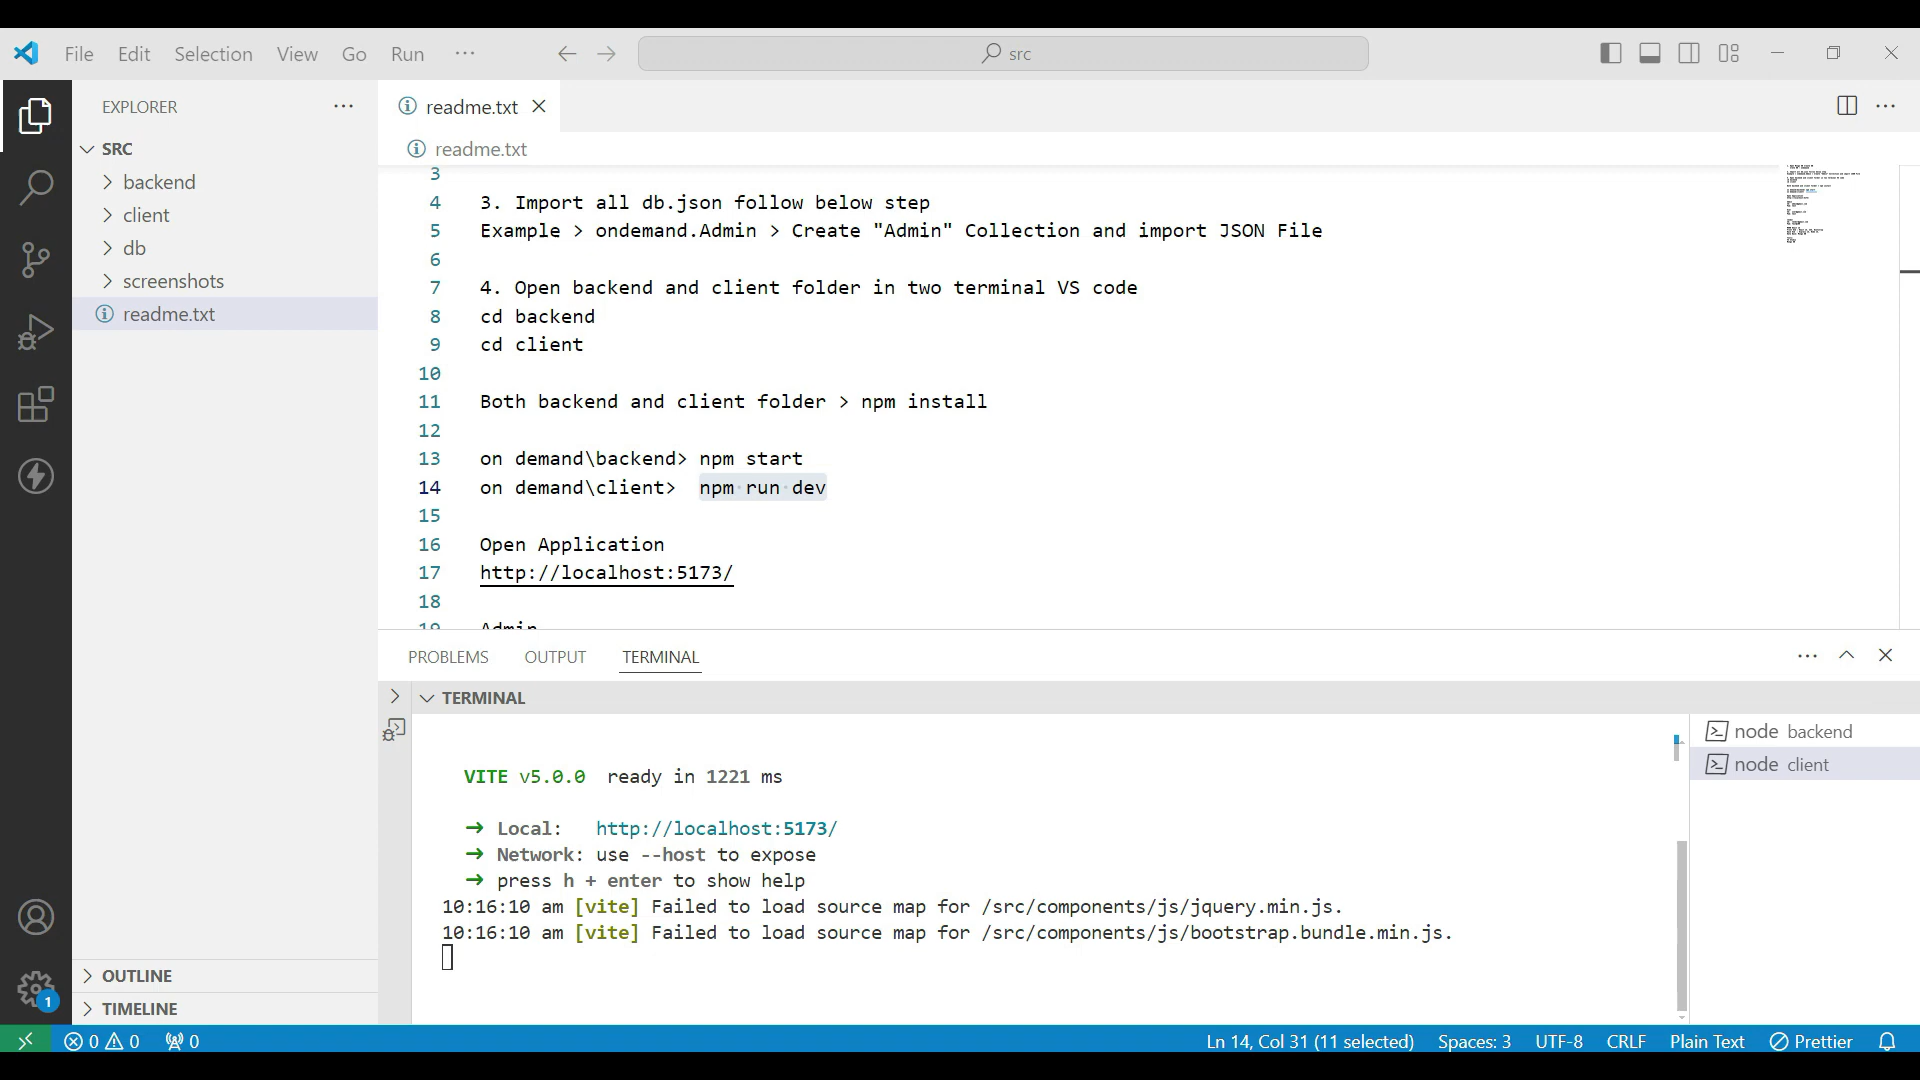 File Edit Selection View Go Run ...
src
EXPLORER ...
SRC
backend
client
db
screenshots
readme.txt
OUTLINE
TIMELINE
readme.txt
readme.txt
3
4 3. Import all db.json follow below step
5 Example > ondemand.Admin > Create "Admin" Collection and import JSON File
6
7 4. Open backend and client folder in two terminal VS code
8 cd backend
9 cd client
10
11 Both backend and client folder > npm install
12
13 on demand\backend> npm start
14 on demand\client>  npm run dev
15
16 Open Application
17 http://localhost:5173/
18
19 Admin
PROBLEMS OUTPUT TERMINAL
TERMINAL
VITE v5.0.0 ready in 1221 ms
➜ Local: http://localhost:5173/
➜ Network: use --host to expose
➜ press h + enter to show help
10:16:10 am [vite] Failed to load source map for /src/components/js/jquery.min.js.
10:16:10 am [vite] Failed to load source map for /src/components/js/bootstrap.bundle.min.js.
node backend
node client
1
0 0 0
Ln 14, Col 31 (11 selected) Spaces: 3 UTF-8 CRLF Plain Text Prettier